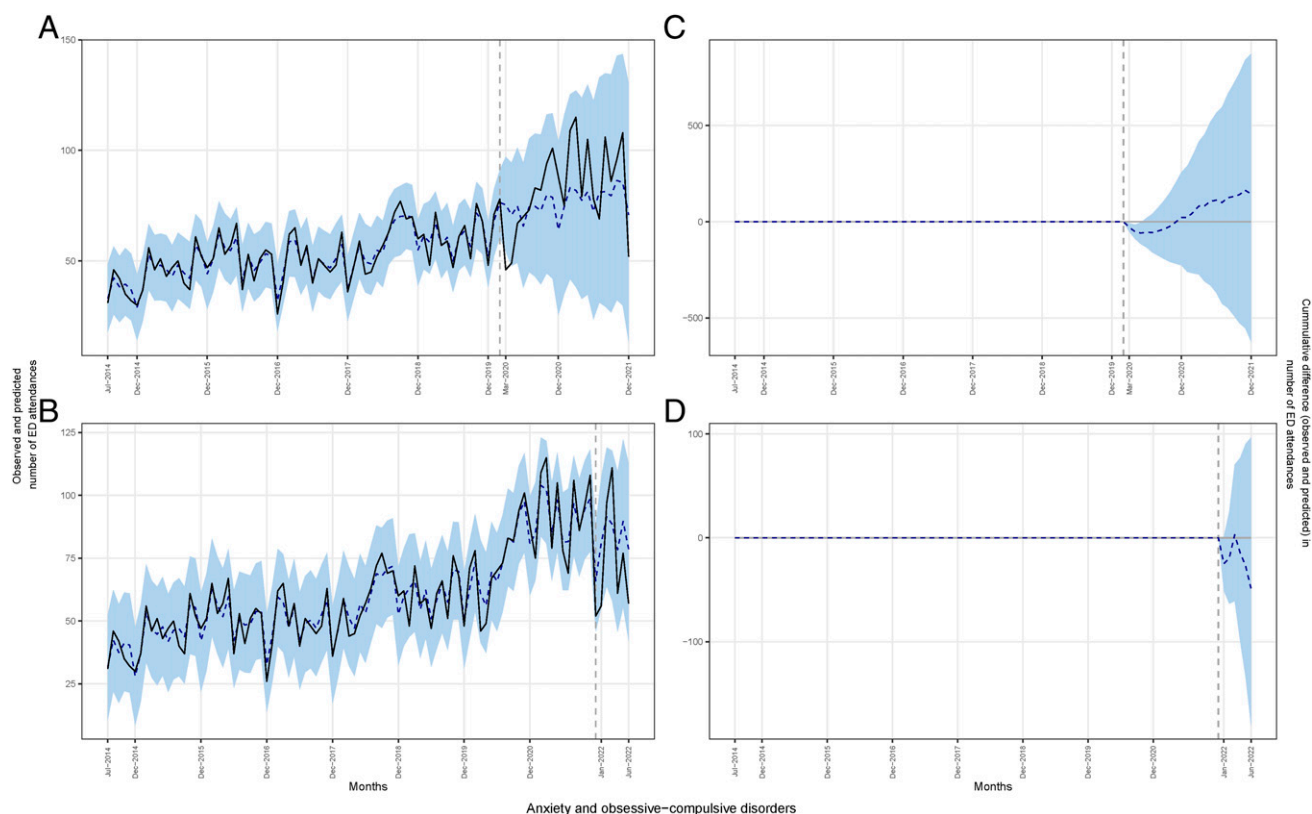 A
150
100
50
Jul-2014
Dec-2014
Dec-2015
Dec-2016
Dec-2017
Dec-2018
Dec-2019
Mar-2020
Dec-2020
Dec-2021
C
500
0
-500
Jul-2014
Dec-2014
Dec-2015
Dec-2016
Dec-2017
Dec-2018
Dec-2019
Mar-2020
Dec-2020
Dec-2021
Observed and predicted
number of ED attendances
Cummulative difference (observed and predicted) in
number of ED attendances
B
125
100
75
50
25
Jul-2014
Dec-2014
Dec-2015
Dec-2016
Dec-2017
Dec-2018
Dec-2019
Dec-2020
Jan-2022
Jun-2022
Months
D
100
0
-100
Jul-2014
Dec-2014
Dec-2015
Dec-2016
Dec-2017
Dec-2018
Dec-2019
Dec-2020
Jan-2022
Jun-2022
Months
Anxiety and obsessive-compulsive disorders